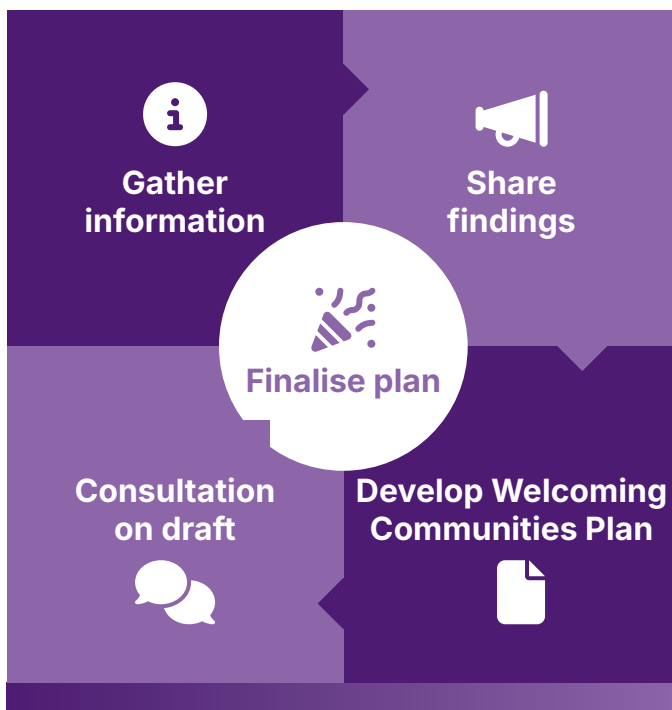 Gather
information
Share
findings
Finalise plan
Consultation
on draft
Develop Welcoming
Communities Plan